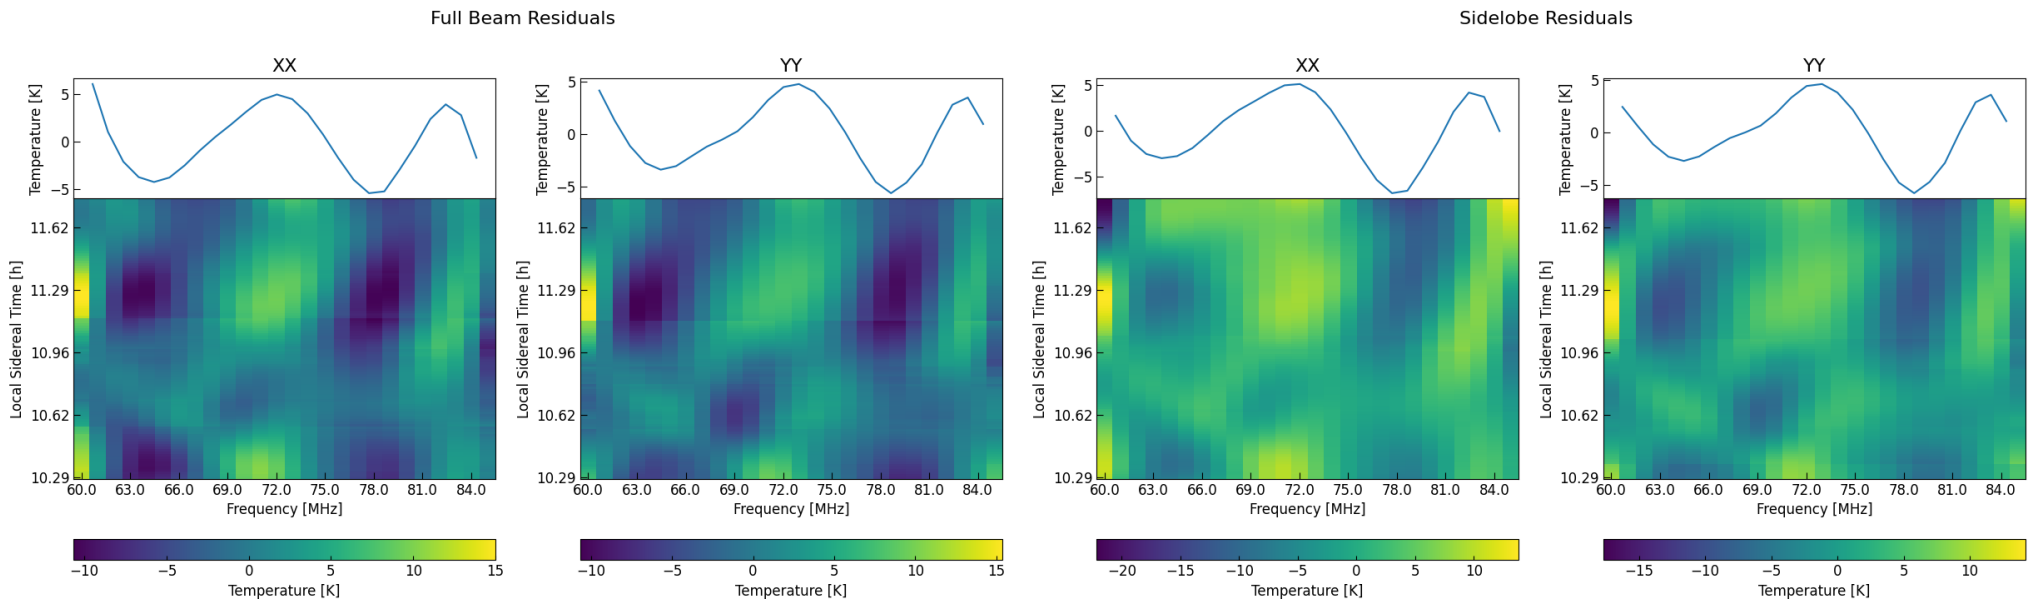 Full Beam Residuals
Sidelobe Residuals
XX
YY
XX
YY
Temperature [K]
5
0
−5
Temperature [K]
5
0
−5
Temperature [K]
5
0
−5
Temperature [K]
5
0
−5
Local Sidereal Time [h]
11.62
11.29
10.96
10.62
10.29
Local Sidereal Time [h]
11.62
11.29
10.96
10.62
10.29
Local Sidereal Time [h]
11.62
11.29
10.96
10.62
10.29
Local Sidereal Time [h]
11.62
11.29
10.96
10.62
10.29
60.0 63.0 66.0 69.0 72.0 75.0 78.0 81.0 84.0
Frequency [MHz]
60.0 63.0 66.0 69.0 72.0 75.0 78.0 81.0 84.0
Frequency [MHz]
60.0 63.0 66.0 69.0 72.0 75.0 78.0 81.0 84.0
Frequency [MHz]
60.0 63.0 66.0 69.0 72.0 75.0 78.0 81.0 84.0
Frequency [MHz]
−10 −5 0 5 10 15
Temperature [K]
−10 −5 0 5 10 15
Temperature [K]
−20 −15 −10 −5 0 5 10
Temperature [K]
−15 −10 −5 0 5 10
Temperature [K]